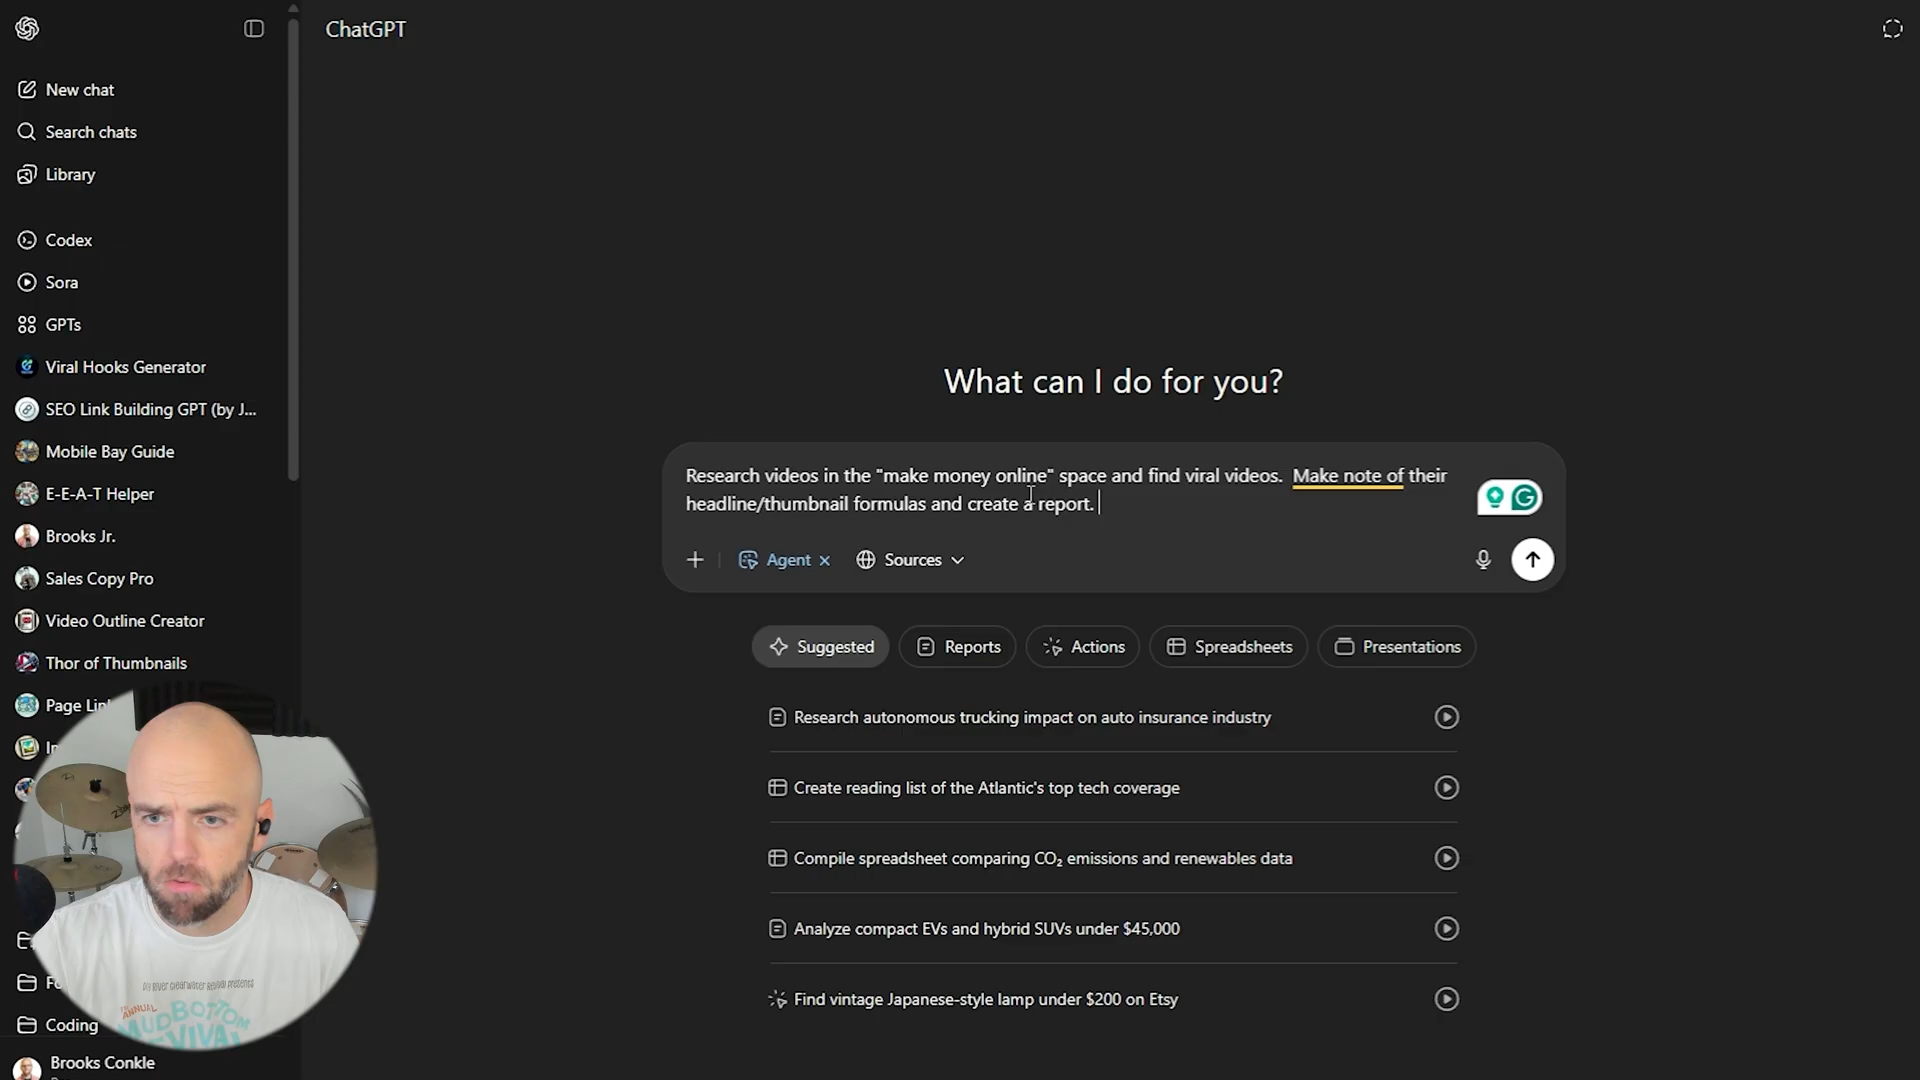 ChatGPT
New chat
Search chats
Library
Codex
Sora
GPTs
Viral Hooks Generator
SEO Link Building GPT (by J...
Mobile Bay Guide
E-E-A-T Helper
Brooks Jr.
Sales Copy Pro
Video Outline Creator
Thor of Thumbnails
Page
Coding
Brooks Conkle
What can I do for you?
Research videos in the "make money online" space and find viral videos. Make note of their
headline/thumbnail formulas and create a report.
Agent
Sources
Suggested
Reports
Actions
Spreadsheets
Presentations
Research autonomous trucking impact on auto insurance industry
Create reading list of the Atlantic's top tech coverage
Compile spreadsheet comparing CO₂ emissions and renewables data
Analyze compact EVs and hybrid SUVs under $45,000
Find vintage Japanese-style lamp under $200 on Etsy
ANNUAL
MUDBOTTOM
REVIVAL